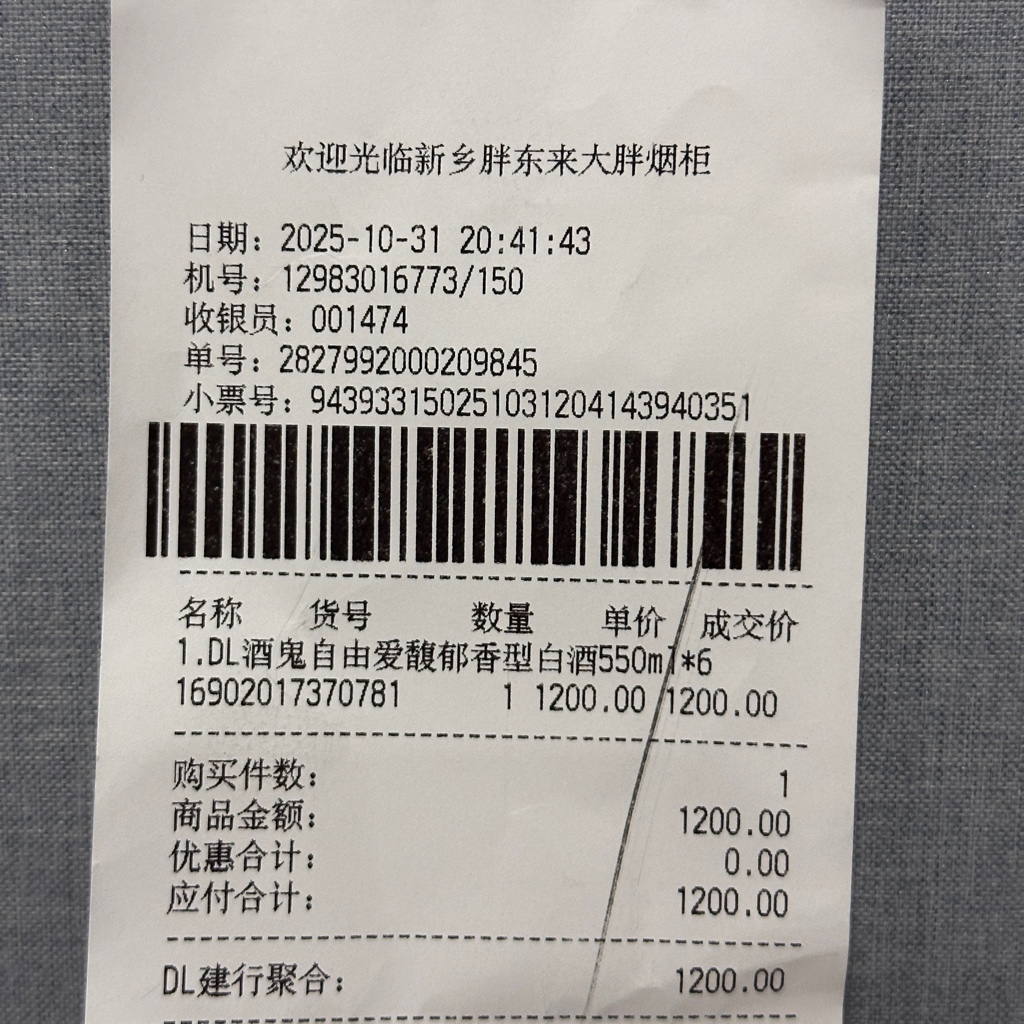 欢迎光临新乡胖东来大胖烟柜
日期：2025-10-31 20:41:43
机号：12983016773/150
收银员：001474
单号：2827992000209845
小票号：943933150251031204143940351
名称 货号 数量 单价 成交价
1.DL酒鬼自由爱馥郁香型白酒550ml*6
16902017370781 1 1200.00 1200.00
购买件数： 1
商品金额： 1200.00
优惠合计： 0.00
应付合计： 1200.00
DL建行聚合： 1200.00